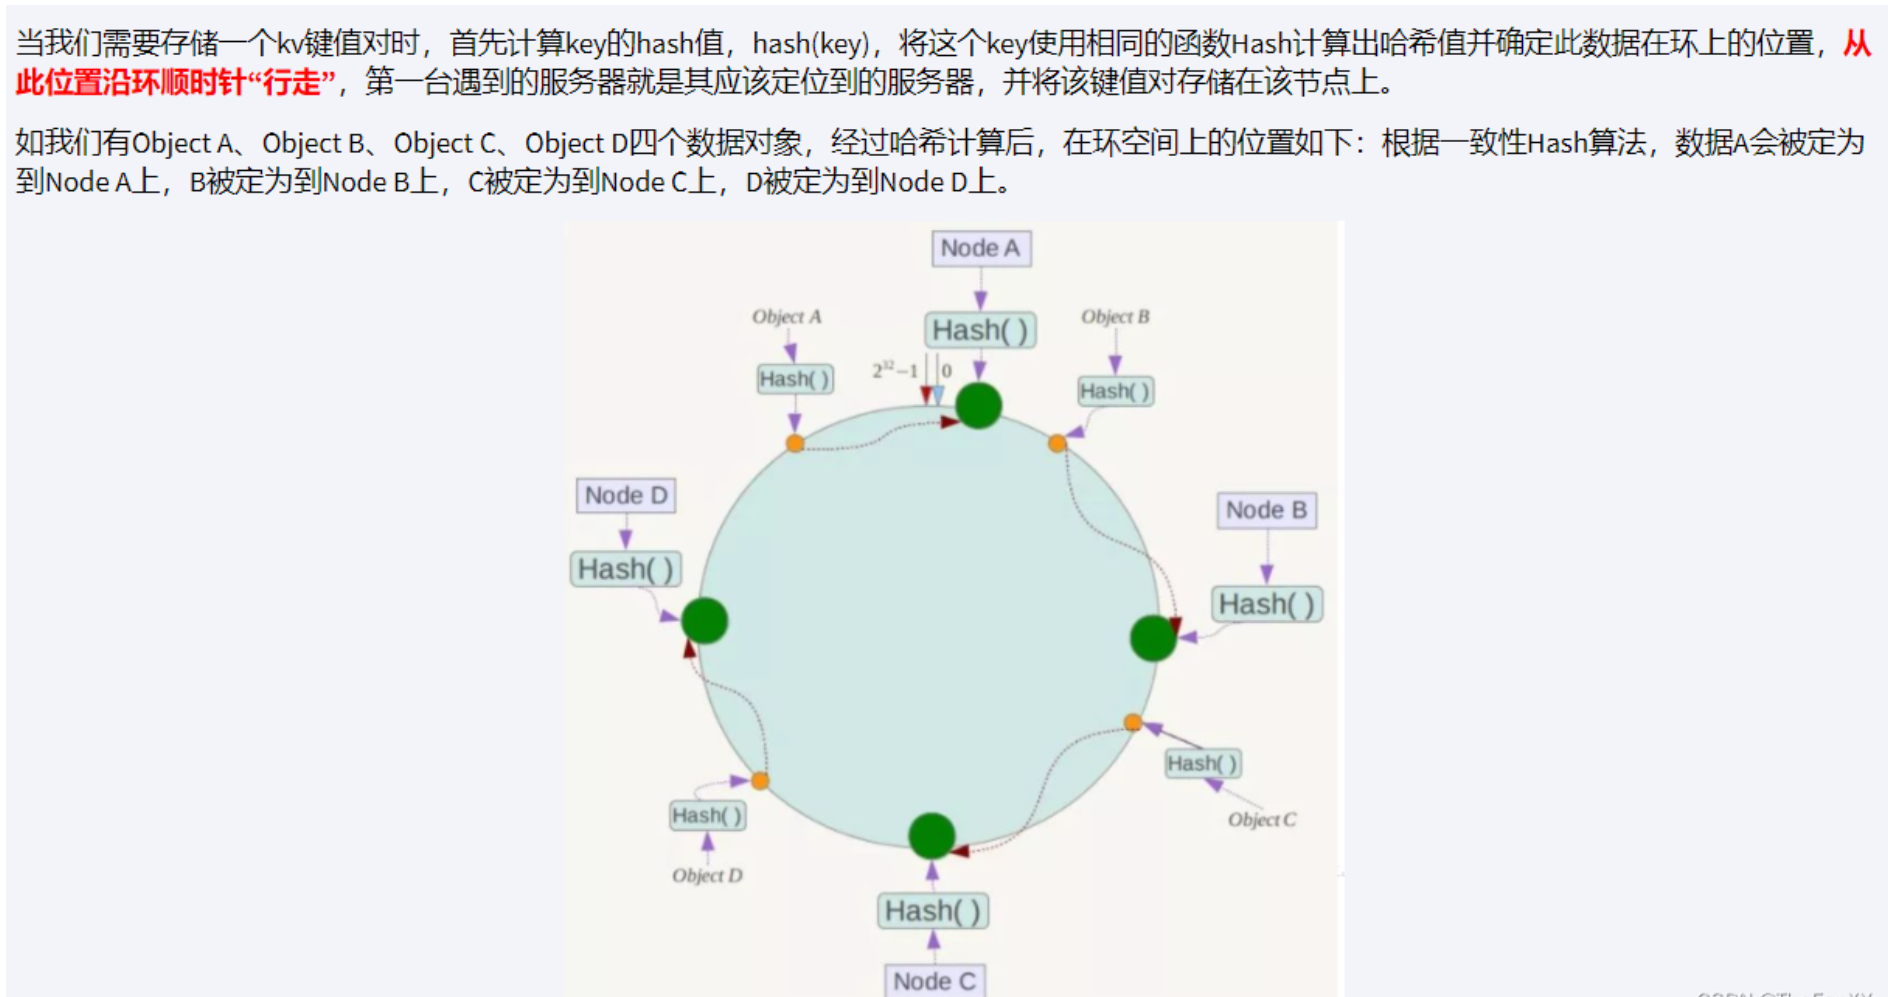 当我们需要存储一个kv键值对时，首先计算key的hash值，hash(key)，将这个key使用相同的函数Hash计算出哈希值并确定此数据在环上的位置，从
此位置沿环顺时针“行走”，第一台遇到的服务器就是其应该定位到的服务器，并将该键值对存储在该节点上。
如我们有Object A、Object B、Object C、Object D四个数据对象，经过哈希计算后，在环空间上的位置如下：根据一致性Hash算法，数据A会被定为
到Node A上，B被定为到Node B上，C被定为到Node C上，D被定为到Node D上。
Node A
Object A
Hash( )
Object B
Hash( )
2³²−1
0
Hash( )
Node D
Node B
Hash( )
Hash( )
Hash( )
Hash( )
Object C
Object D
Hash( )
Node C